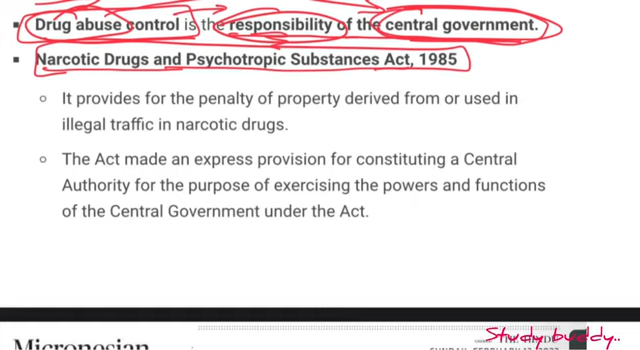 Drug abuse control is the responsibility of the central government.
Narcotic Drugs and Psychotropic Substances Act, 1985
It provides for the penalty of property derived from or used in
illegal traffic in narcotic drugs.
The Act made an express provision for constituting a Central
Authority for the purpose of exercising the powers and functions
of the Central Government under the Act.
Study buddy..
Micronesian